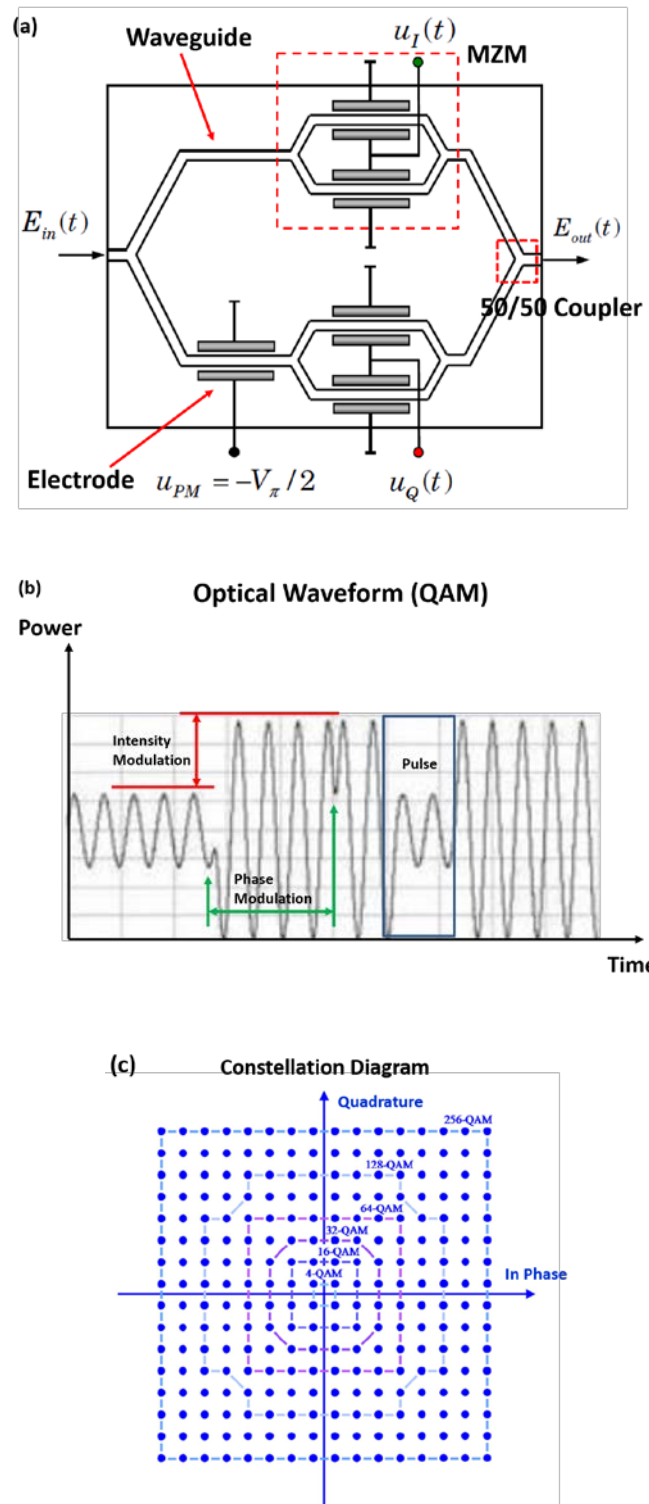 (a)
u_I(t)
Waveguide
MZM
E_in(t)
E_out(t)
50/50 Coupler
Electrode
u_PM = −V_π/2
u_Q(t)
(b)
Optical Waveform (QAM)
Power
Intensity
Modulation
Pulse
Phase
Modulation
Time
(c)
Constellation Diagram
Quadrature
256-QAM
128-QAM
64-QAM
32-QAM
16-QAM
4-QAM
In Phase